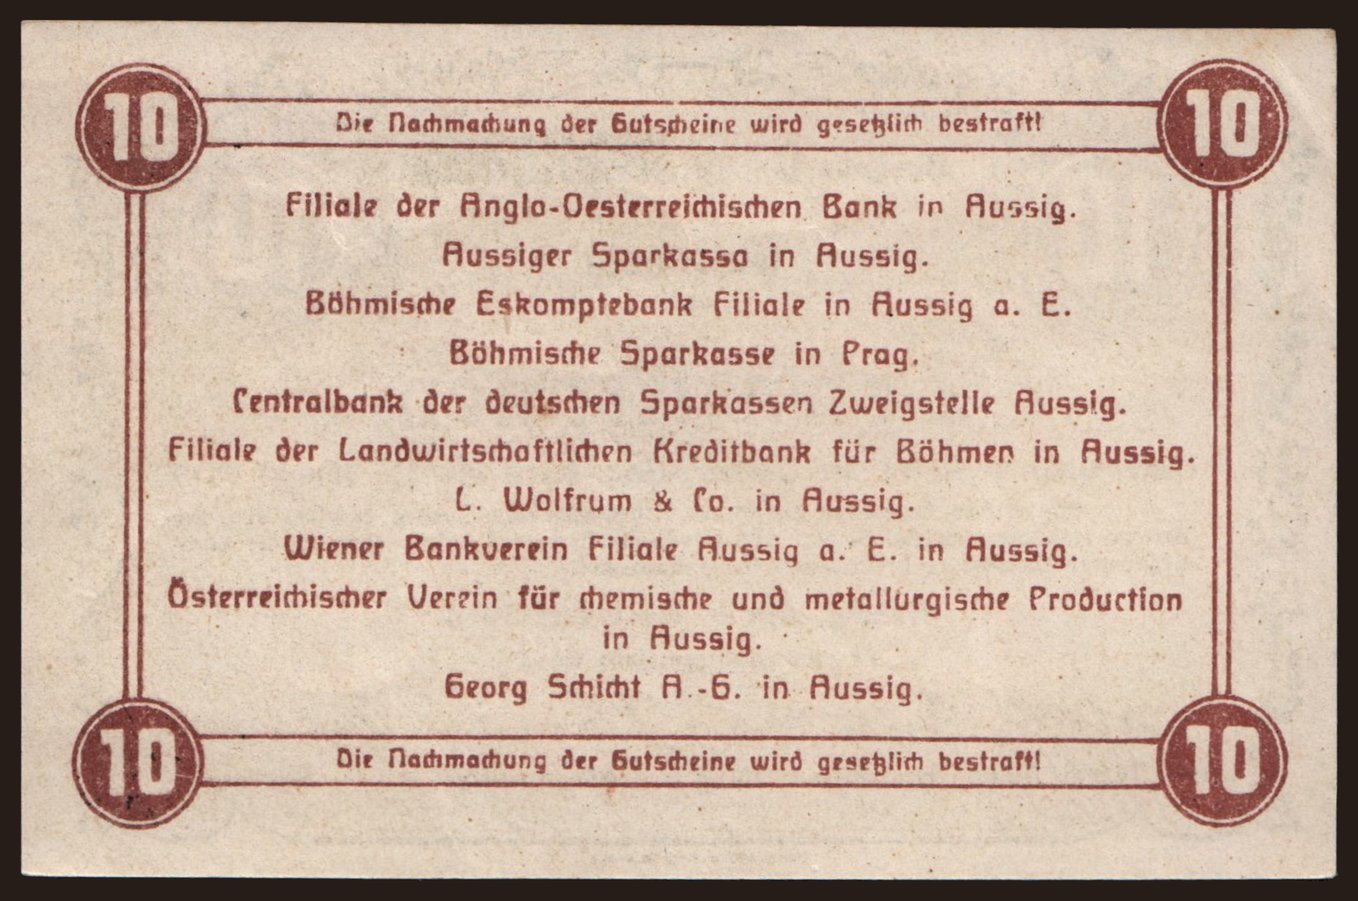 10 Die Nachmachung der Gutscheine wird gesetzlich bestraft! 10
Filiale der Anglo-Oesterreichischen Bank in Aussig.
Aussiger Sparkassa in Aussig.
Böhmische Eskomptebank Filiale in Aussig a. E.
Böhmische Sparkasse in Prag.
Centralbank der deutschen Sparkassen Zweigstelle Aussig.
Filiale der Landwirtschaftlichen Kreditbank für Böhmen in Aussig.
L. Wolfrum & Co. in Aussig.
Wiener Bankverein Filiale Aussig a. E. in Aussig.
Österreichischer Verein für chemische und metallurgische Production
in Aussig.
Georg Schicht A.-G. in Aussig.
10 Die Nachmachung der Gutscheine wird gesetzlich bestraft! 10